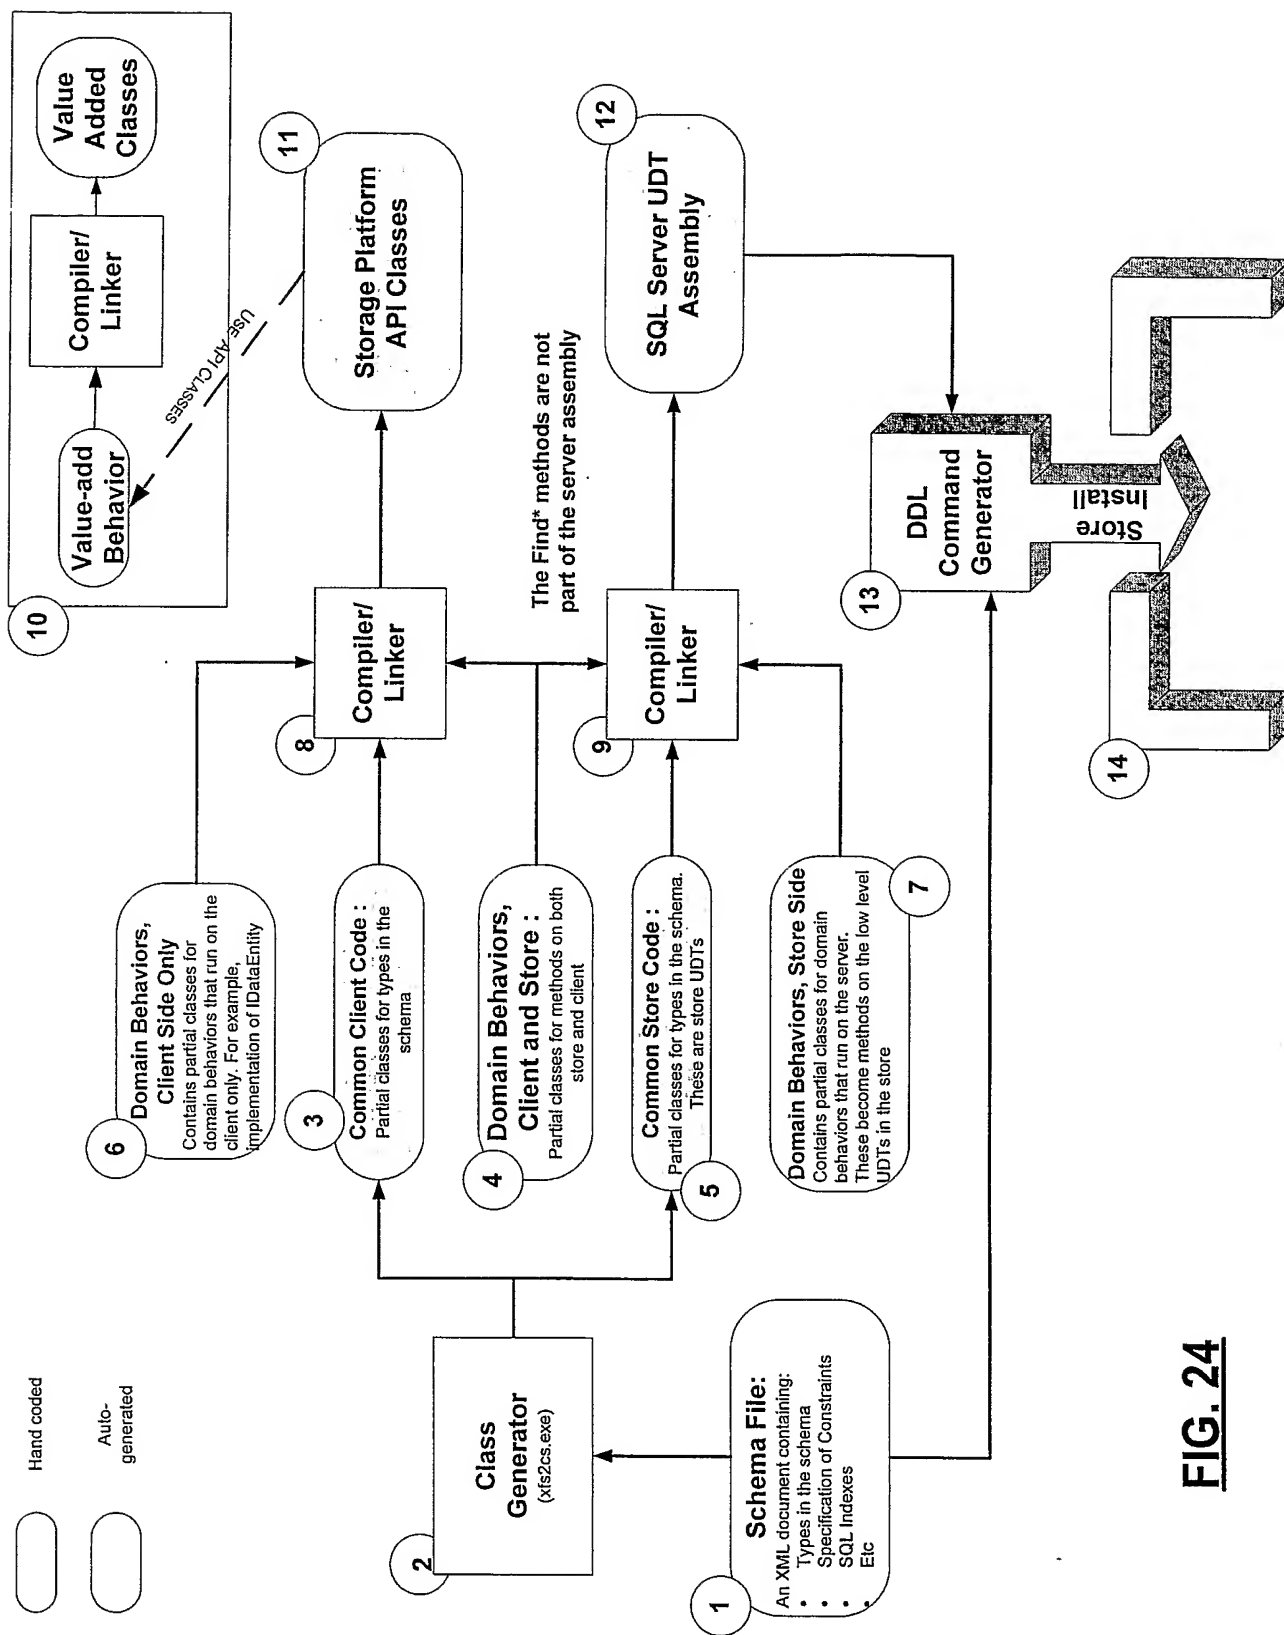 Hand coded
Auto-
generated
2
Class
Generator
(xfs2cs.exe)
1
Schema File:
An XML document containing:
• Types in the schema
• Specification of Constraints
• SQL Indexes
• Etc
6
Domain Behaviors,
Client Side Only
Contains partial classes for
domain behaviors that run on the
client only. For example,
implementation of IDataEntity
3
Common Client Code :
Partial classes for types in the
schema
4
Domain Behaviors,
Client and Store :
Partial classes for methods on both
store and client
5
Common Store Code :
Partial classes for types in the schema.
These are store UDTs
7
Domain Behaviors, Store Side
Contains partial classes for domain
behaviors that run on the server.
These become methods on the low level
UDTs in the store
8
Compiler/
Linker
9
Compiler/
Linker
The Find* methods are not
part of the server assembly
10
Value-add
Behavior
Compiler/
Linker
Value
Added
Classes
USE API CLASSES
11
Storage Platform
API Classes
12
SQL Server UDT
Assembly
13
DDL
Command
Generator
Store
Install
14
FIG. 24